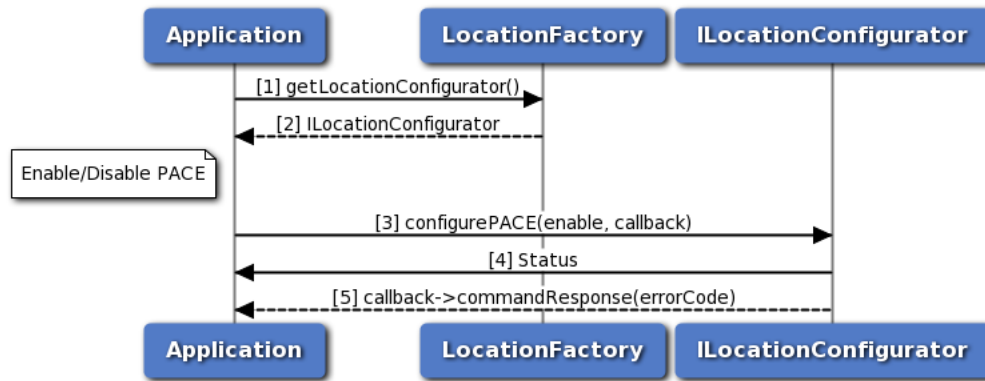 Application LocationFactory ILocationConfigurator
[1] getLocationConfigurator()
[2] ILocationConfigurator
Enable/Disable PACE
[3] configurePACE(enable, callback)
[4] Status
[5] callback->commandResponse(errorCode)
Application LocationFactory ILocationConfigurator